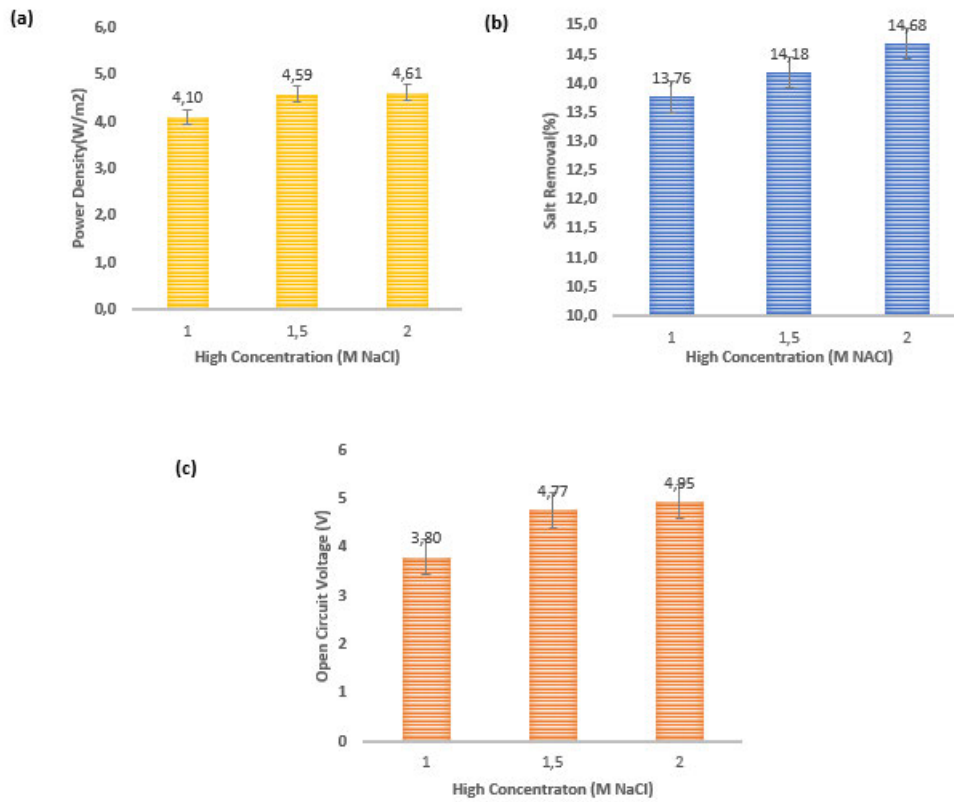 (a)
Power Density(W/m2)
6,0
5,0
4,0
3,0
2,0
1,0
0,0
4,10
4,59
4,61
1 1,5 2
High Concentration (M NaCl)
(b)
Salt Removal(%)
15,0
14,5
14,0
13,5
13,0
12,5
12,0
11,5
11,0
10,5
10,0
13,76
14,18
14,68
1 1,5 2
High Concentration (M NACl)
(c)
Open Circuit Voltage (V)
6
5
4
3
2
1
0
3,80
4,77
4,95
1 1,5 2
High Concentraton (M NaCl)